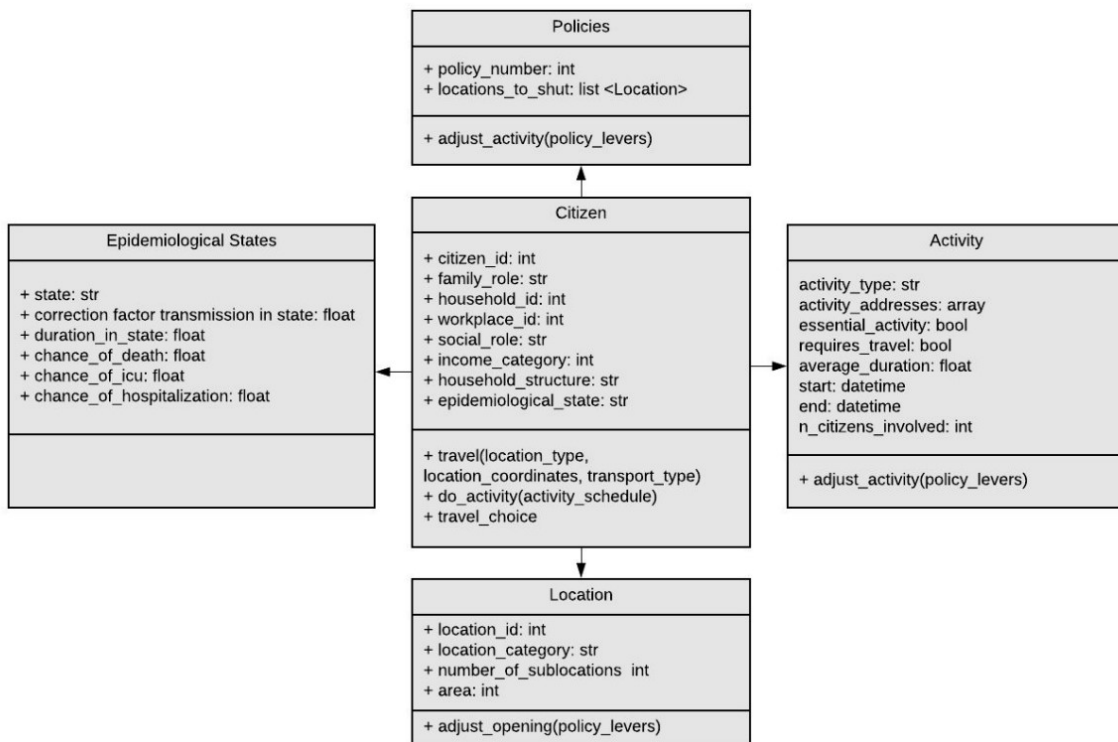 Policies
+ policy_number: int
+ locations_to_shut: list <Location>
+ adjust_activity(policy_levers)
Epidemiological States
+ state: str
+ correction factor transmission in state: float
+ duration_in_state: float
+ chance_of_death: float
+ chance_of_icu: float
+ chance_of_hospitalization: float
Citizen
+ citizen_id: int
+ family_role: str
+ household_id: int
+ workplace_id: int
+ social_role: str
+ income_category: int
+ household_structure: str
+ epidemiological_state: str
+ travel(location_type,
location_coordinates, transport_type)
+ do_activity(activity_schedule)
+ travel_choice
Activity
activity_type: str
activity_addresses: array
essential_activity: bool
requires_travel: bool
average_duration: float
start: datetime
end: datetime
n_citizens_involved: int
+ adjust_activity(policy_levers)
Location
+ location_id: int
+ location_category: str
+ number_of_sublocations  int
+ area: int
+ adjust_opening(policy_levers)